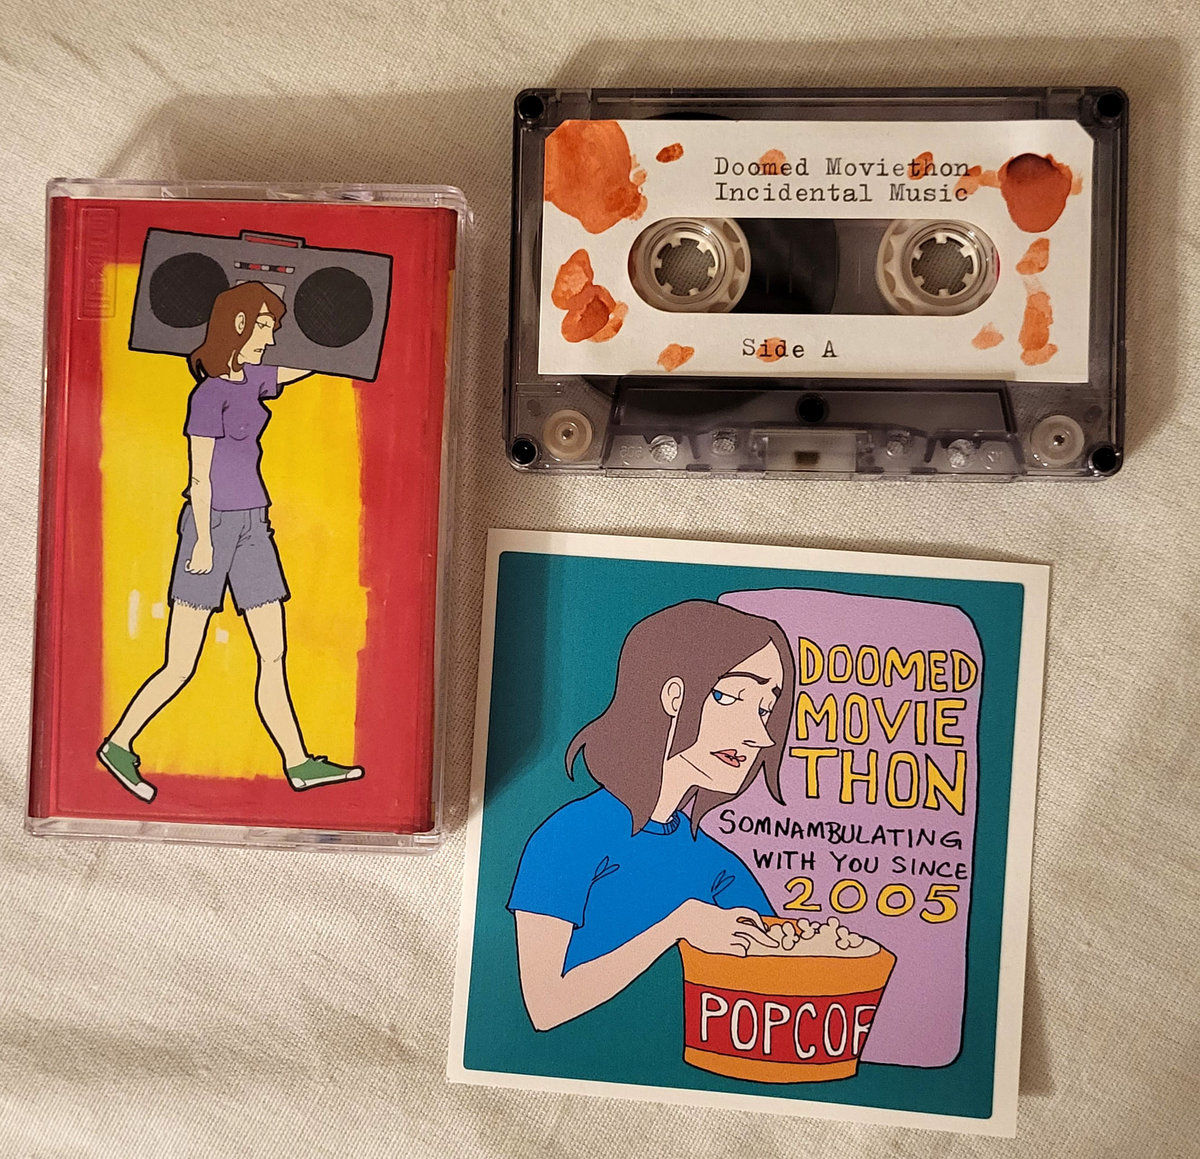 Doomed Moviethon
Incidental Music
Side A
DOOMED
MOVIE
THON
SOMNAMBULATING
WITH YOU SINCE
2005
POPCOR